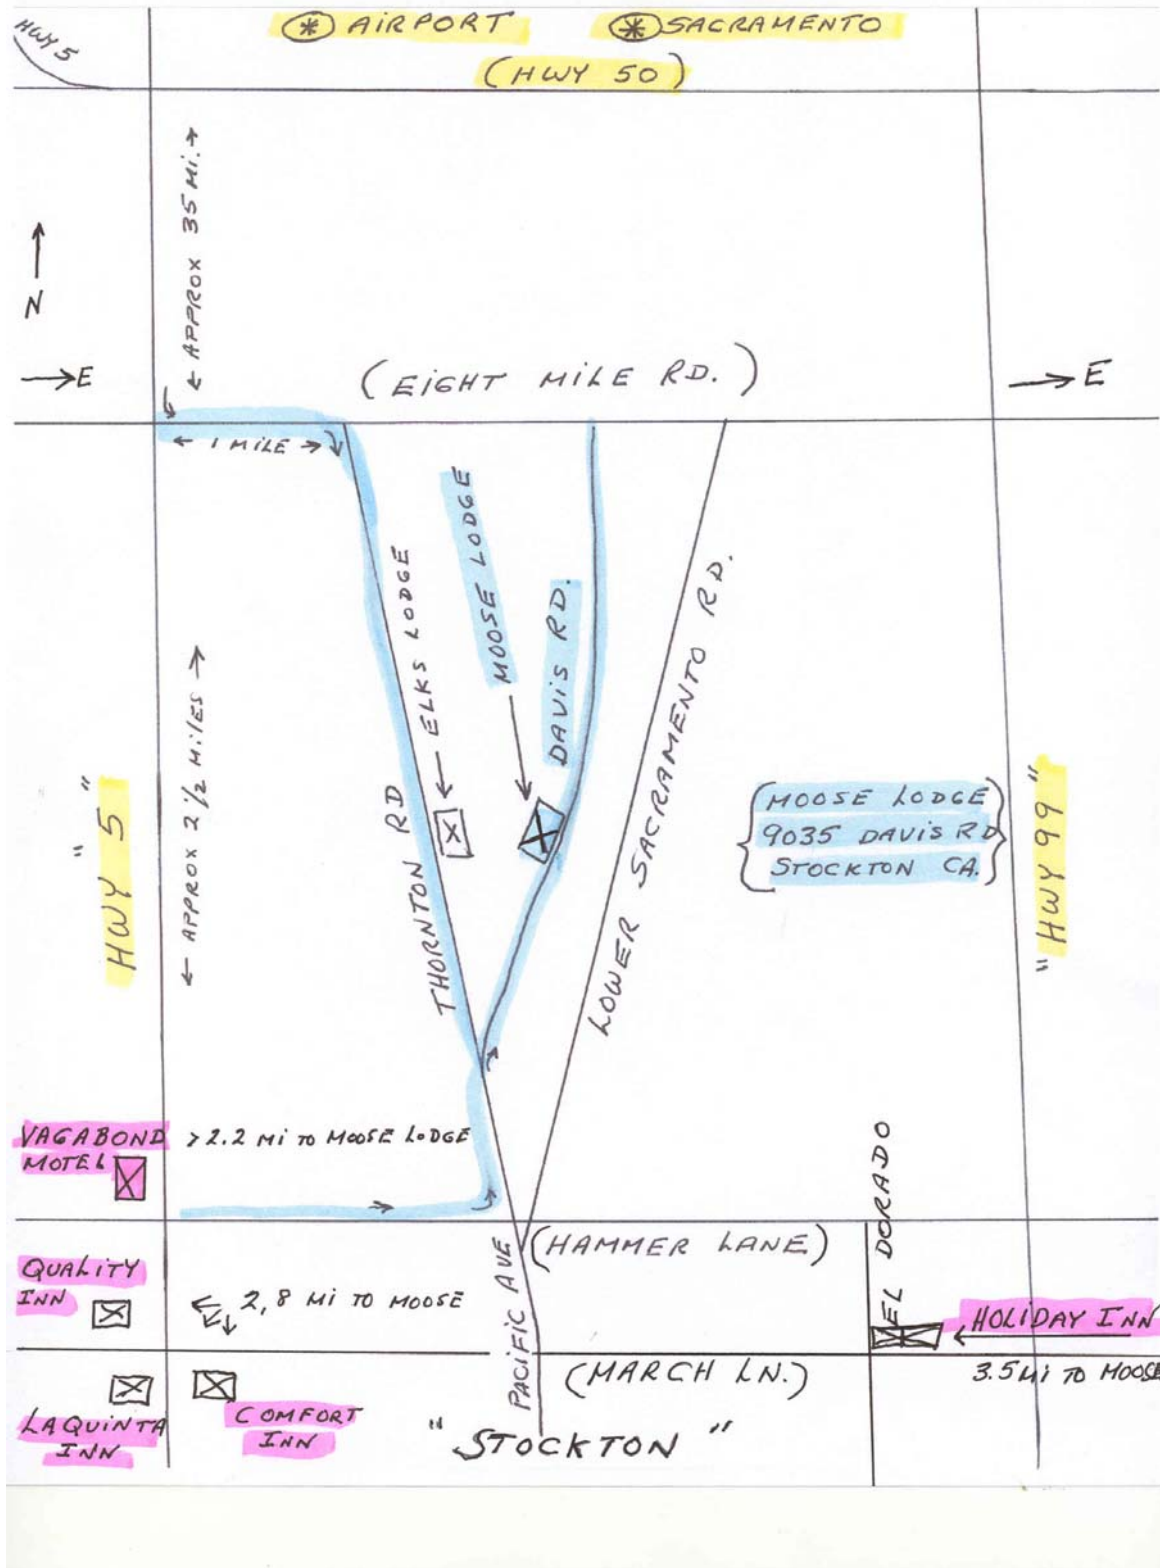 HWY 5
✱ AiRPORT
✱ SACRAMENTO
(HWY 50)
← APPROX 35 Mi. →
N
→ E
(EiGHT MiLE RD.)
→ E
← 1 MiLE →
MOOSE LODGE
← ELKS LODGE
DAViS RD.
LOWER SACRAMENTO RD.
THORNTON RD
← APPROX 2 1/2 MiLES →
"HWY 5"
{MOOSE LODGE
9035 DAViS RD
STOCKTON CA.}
"HWY 99"
VAGABOND
MOTEL
> 2.2 Mi TO MOOSE LODGE
EL DORADO
(HAMMER LANE)
PACiFiC AVE
QUALiTY
INN
2,8 Mi TO MOOSE
HOLiDAY INN
(MARCH LN.)
3.5 Mi TO MOOSE
LAQUiNTA
INN
COMFORT
INN
"STOCKTON"